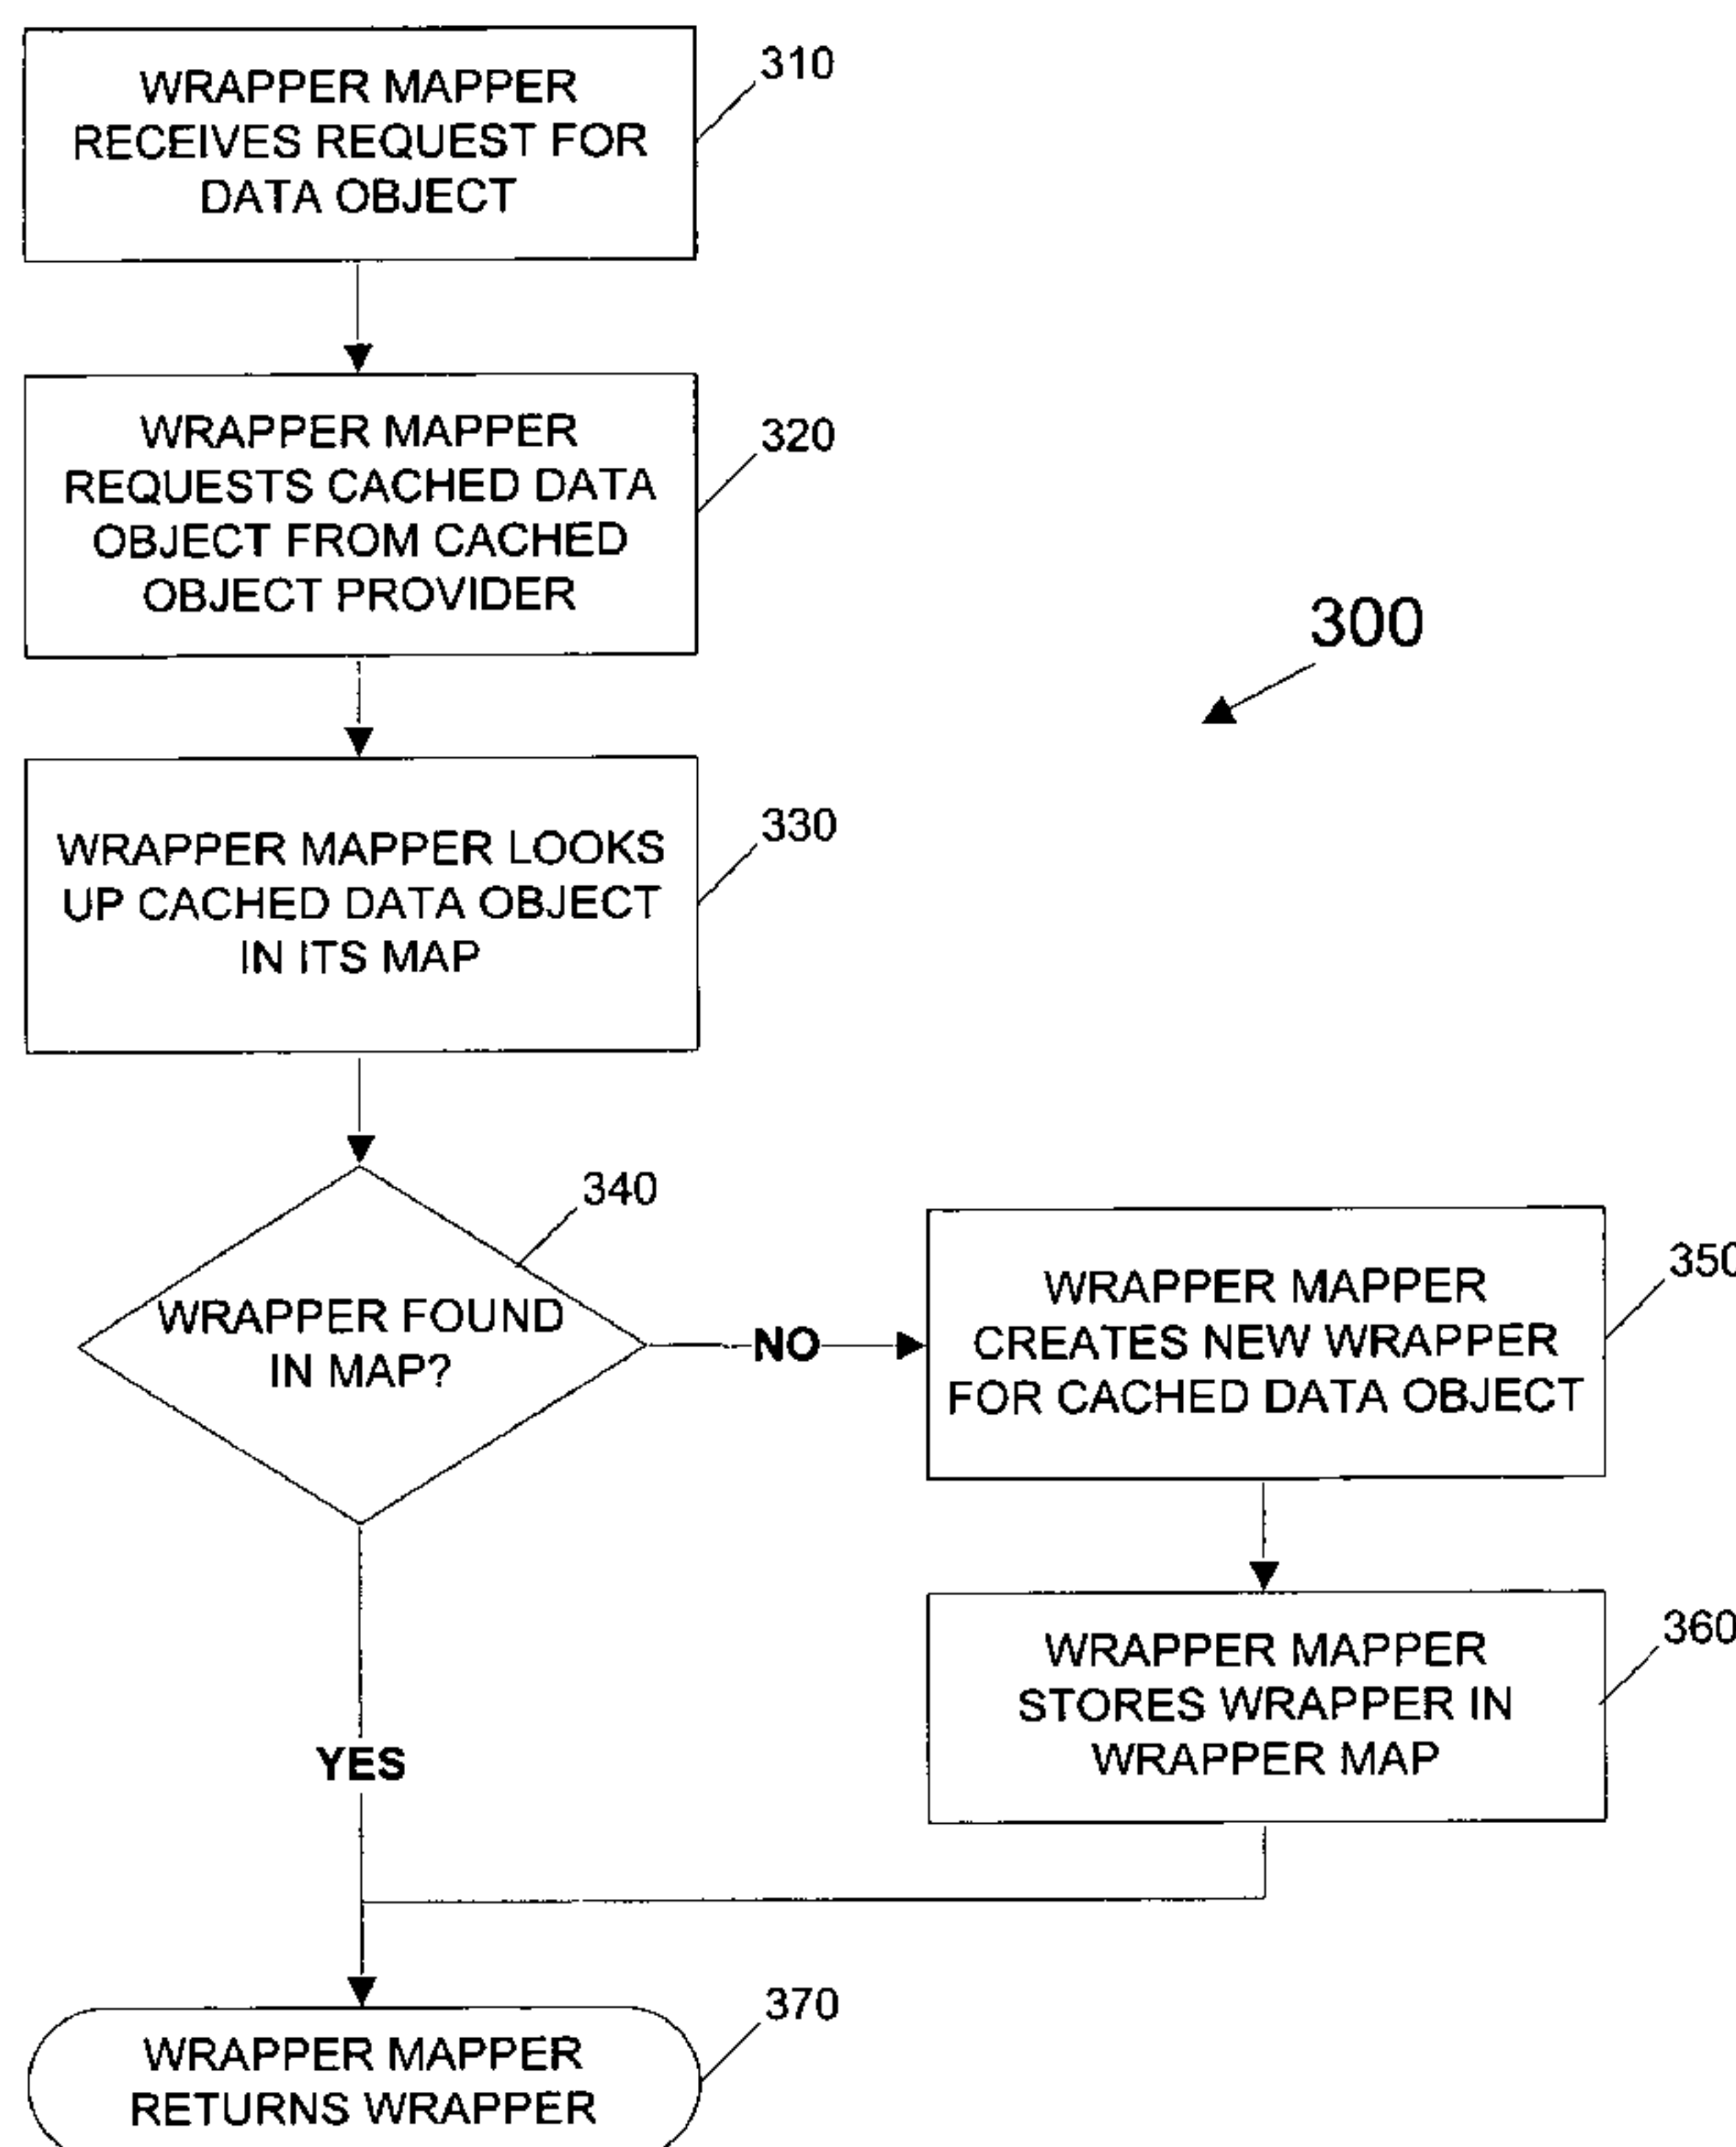 WRAPPER MAPPER
RECEIVES REQUEST FOR
DATA OBJECT
310
WRAPPER MAPPER
REQUESTS CACHED DATA
OBJECT FROM CACHED
OBJECT PROVIDER
320
300
WRAPPER MAPPER LOOKS
UP CACHED DATA OBJECT
IN ITS MAP
330
WRAPPER FOUND
IN MAP?
340
NO
WRAPPER MAPPER
CREATES NEW WRAPPER
FOR CACHED DATA OBJECT
350
WRAPPER MAPPER
STORES WRAPPER IN
WRAPPER MAP
360
YES
WRAPPER MAPPER
RETURNS WRAPPER
370